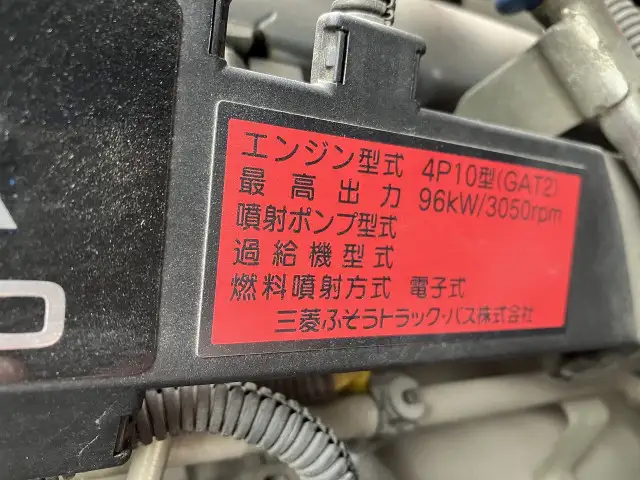 エンジン型式 4P10型(GAT2)
最高出力 96kW/3050rpm
噴射ポンプ型式
過給機型式
燃料噴射方式 電子式
三菱ふそうトラック・バス株式会社